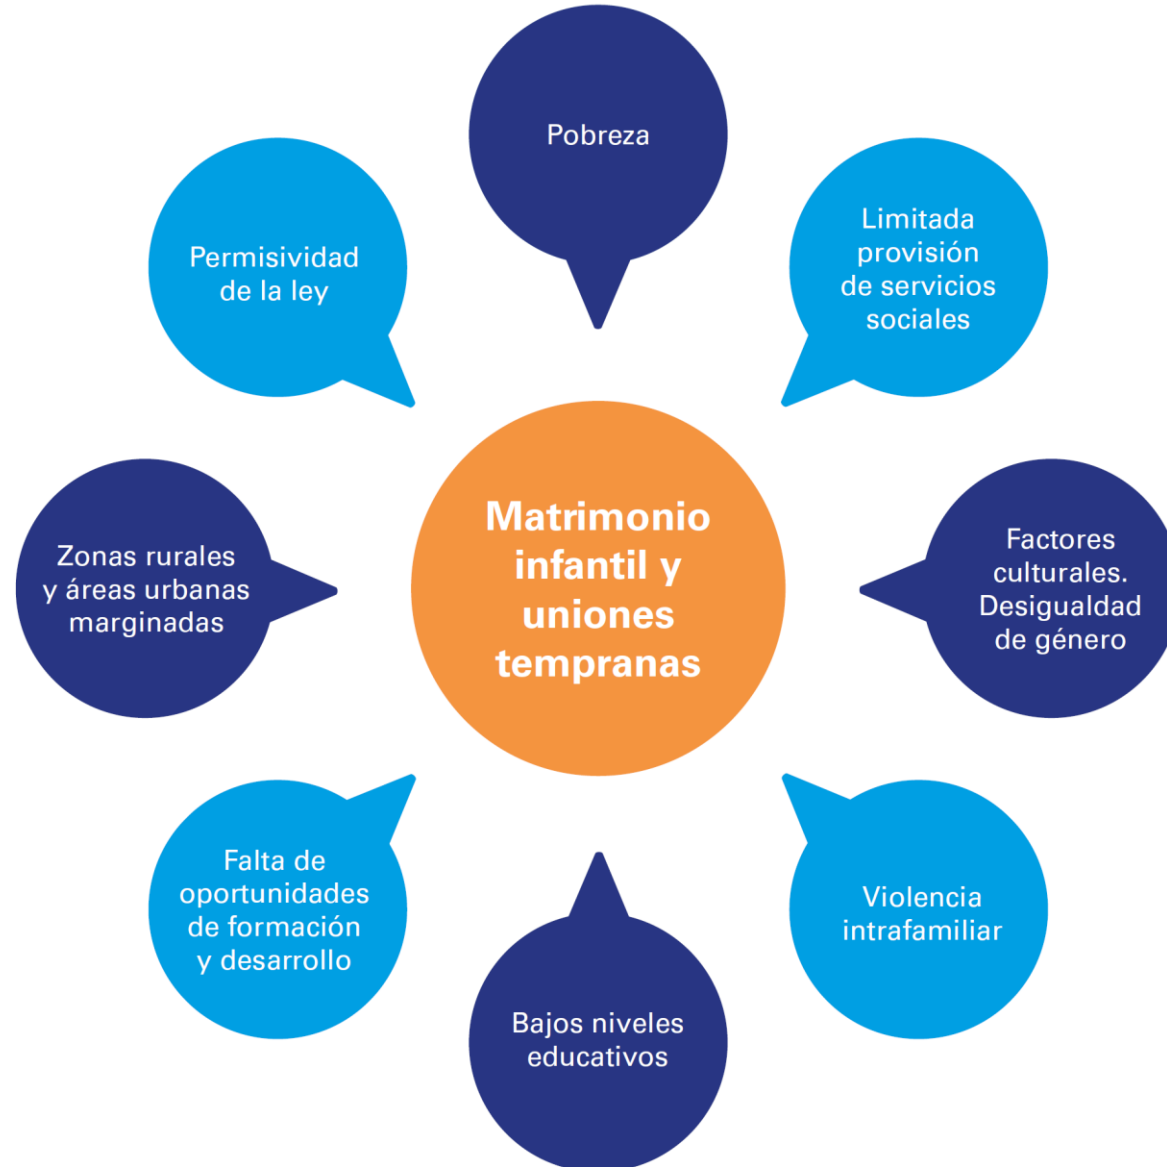 Pobreza
Limitada
provisión
de servicios
sociales
Permisividad
de la ley
Matrimonio
infantil y
uniones
tempranas
Zonas rurales
y áreas urbanas
marginadas
Factores
culturales.
Desigualdad
de género
Falta de
oportunidades
de formación
y desarrollo
Violencia
intrafamiliar
Bajos niveles
educativos